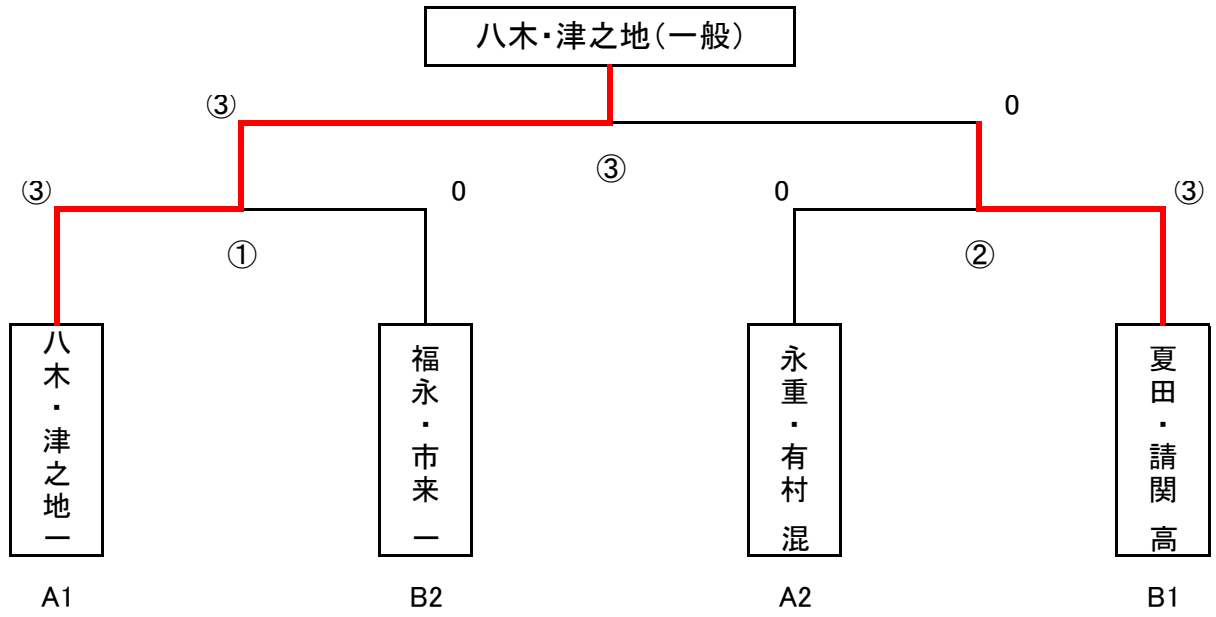 八木・津之地(一般)
③ 0
③
③ 0 0 ③
① ②
八木・津之地一
福永・市来 一
永重・有村 混
夏田・請関 高
A1 B2 A2 B1